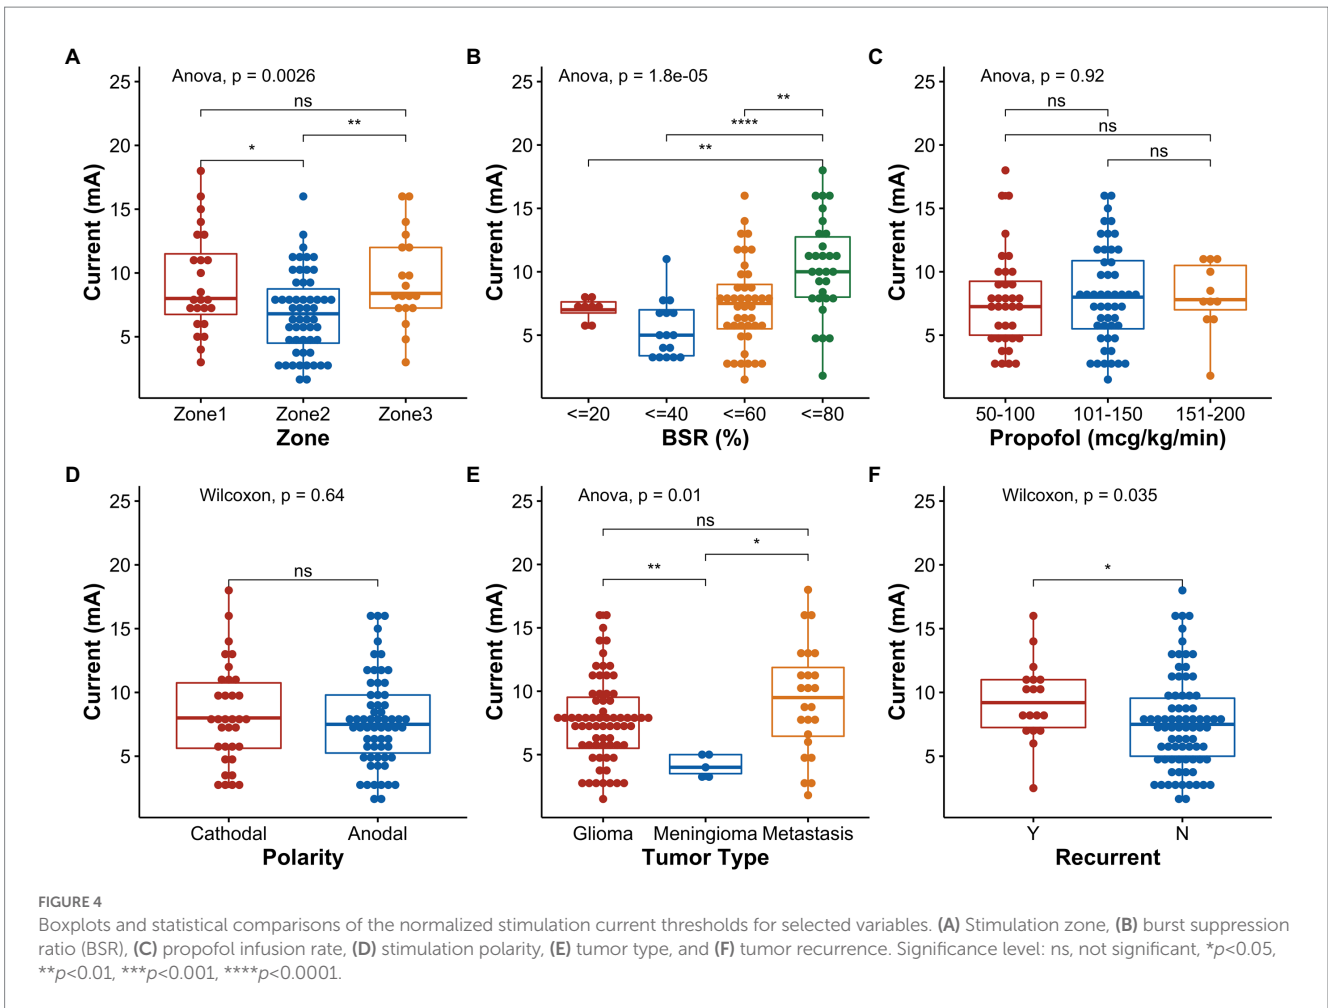 A
Anova, p = 0.0026
ns
**
*
25
20
15
10
5
Current (mA)
Zone1 Zone2 Zone3
Zone
B
Anova, p = 1.8e-05
**
****
**
25
20
15
10
5
Current (mA)
<=20 <=40 <=60 <=80
BSR (%)
C
Anova, p = 0.92
ns
ns
ns
25
20
15
10
5
Current (mA)
50-100 101-150 151-200
Propofol (mcg/kg/min)
D
Wilcoxon, p = 0.64
ns
25
20
15
10
5
Current (mA)
Cathodal Anodal
Polarity
E
Anova, p = 0.01
ns
*
**
25
20
15
10
5
Current (mA)
Glioma Meningioma Metastasis
Tumor Type
F
Wilcoxon, p = 0.035
*
25
20
15
10
5
Current (mA)
Y N
Recurrent
FIGURE 4
Boxplots and statistical comparisons of the normalized stimulation current thresholds for selected variables. (A) Stimulation zone, (B) burst suppression
ratio (BSR), (C) propofol infusion rate, (D) stimulation polarity, (E) tumor type, and (F) tumor recurrence. Significance level: ns, not significant, *p<0.05,
**p<0.01, ***p<0.001, ****p<0.0001.